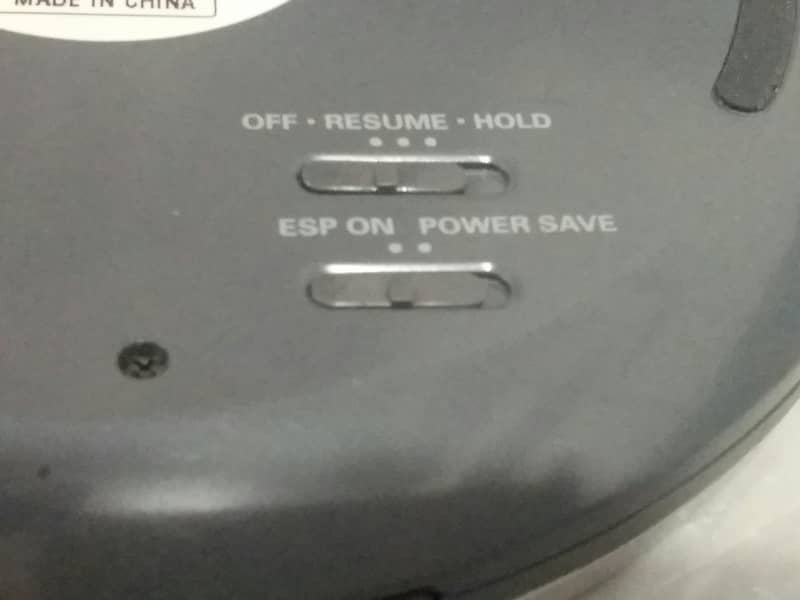 MADE IN CHINA
OFF • RESUME • HOLD
ESP ON POWER SAVE